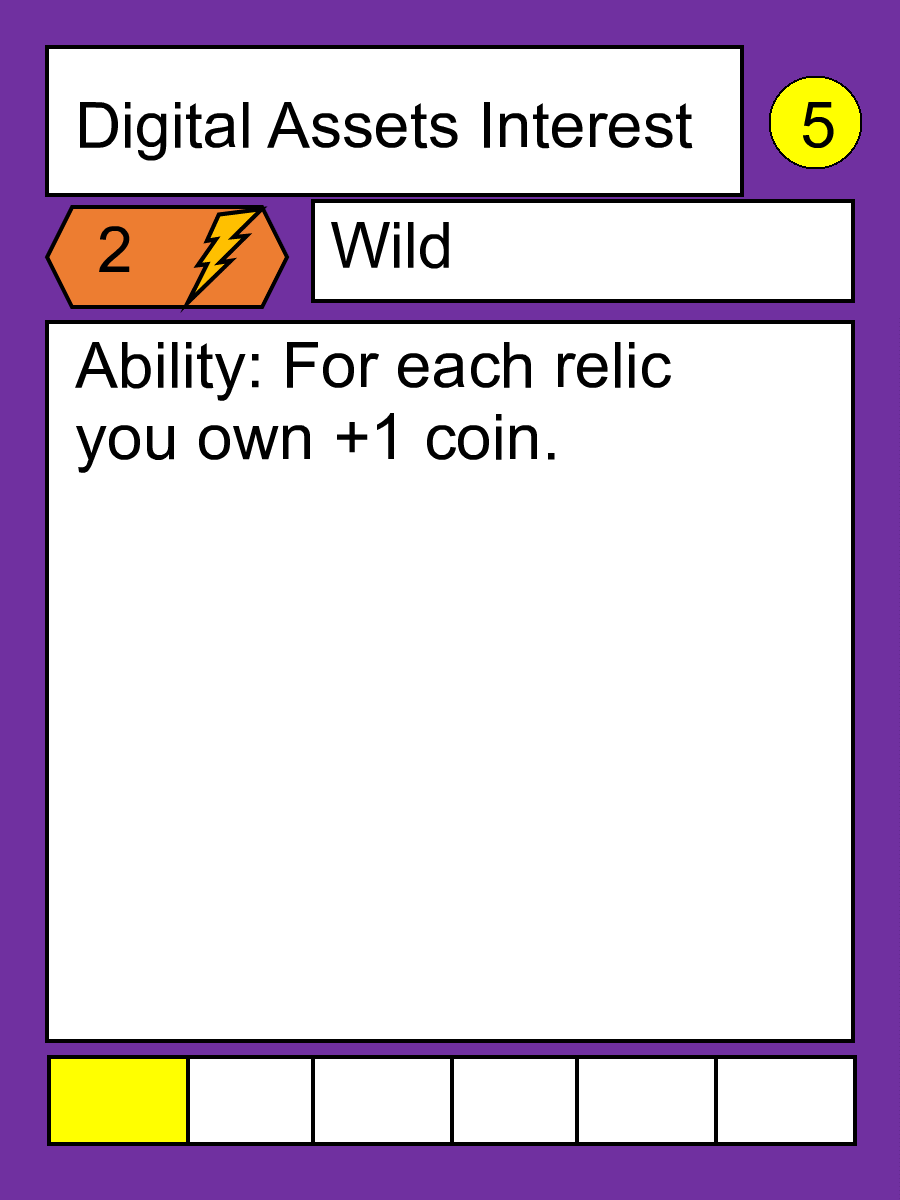 Digital Assets Interest
5
2
Wild
Ability: For each relic
you own +1 coin.